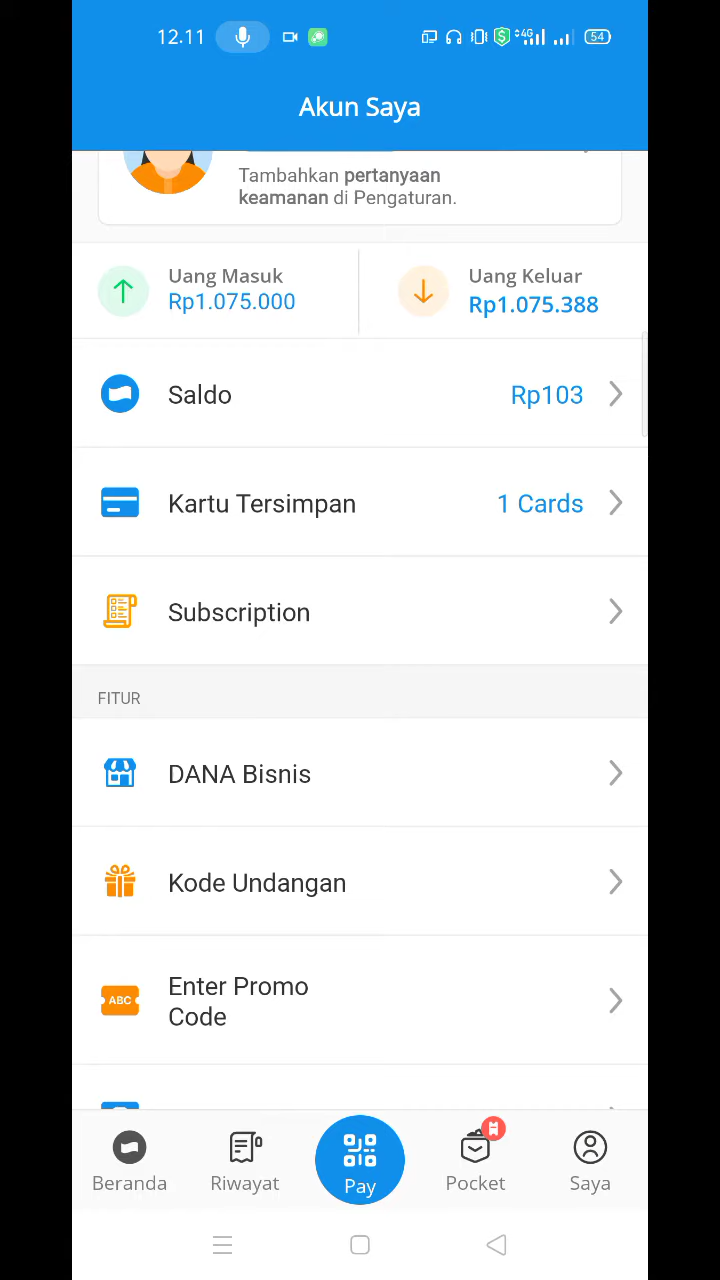 12.11
4G
54
Akun Saya
Tambahkan pertanyaan
keamanan di Pengaturan.
Uang Masuk
Rp1.075.000
Uang Keluar
Rp1.075.388
Saldo
Rp103
Kartu Tersimpan
1 Cards
Subscription
FITUR
DANA Bisnis
Kode Undangan
ABC
Enter Promo
Code
Beranda
Riwayat
Pay
Pocket
Saya